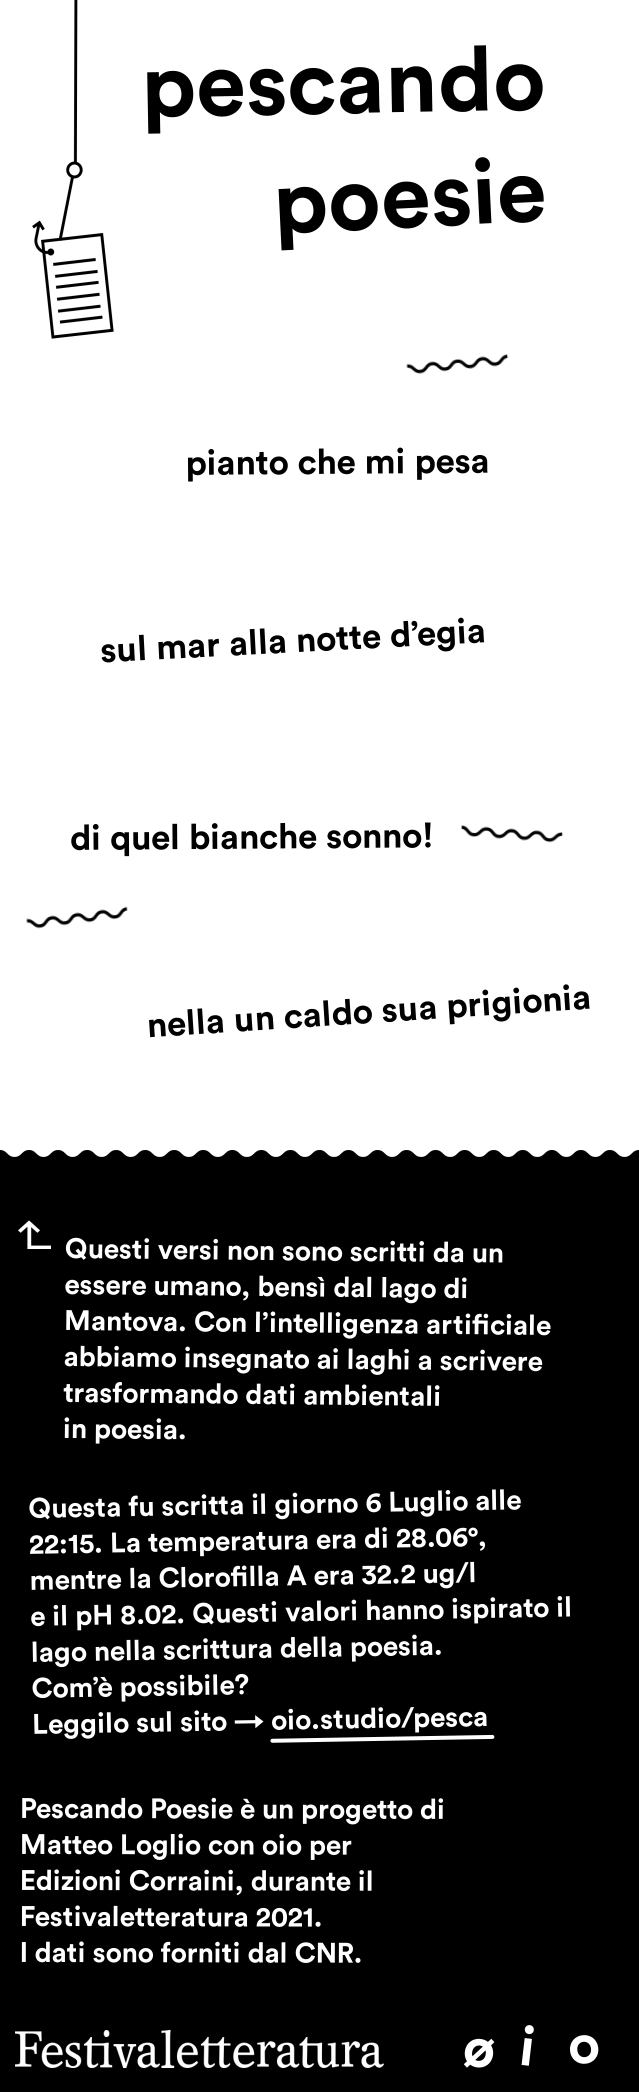 pescando
poesie
pianto che mi pesa
sul mar alla notte d’egia
di quel bianche sonno!
nella un caldo sua prigionia
Questi versi non sono scritti da un
essere umano, bensì dal lago di
Mantova. Con l’intelligenza artificiale
abbiamo insegnato ai laghi a scrivere
trasformando dati ambientali
in poesia.
Questa fu scritta il giorno 6 Luglio alle
22:15. La temperatura era di 28.06°,
mentre la Clorofilla A era 32.2 ug/l
e il pH 8.02. Questi valori hanno ispirato il
lago nella scrittura della poesia.
Com’è possibile?
Leggilo sul sito → oio.studio/pesca
Pescando Poesie è un progetto di
Matteo Loglio con oio per
Edizioni Corraini, durante il
Festivaletteratura 2021.
I dati sono forniti dal CNR.
Festivaletteratura ø i o